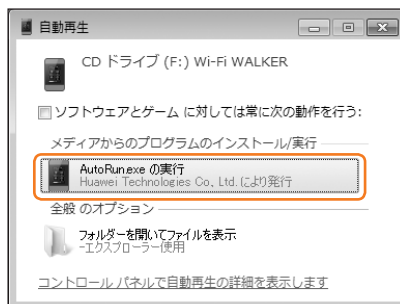 自動再生
CD ドライブ (F:) Wi-Fi WALKER
ソフトウェアとゲーム に対しては常に次の動作を行う:
メディアからのプログラムのインストール/実行
AutoRun.exe の実行
Huawei Technologies Co., Ltd. により発行
全般 のオプション
フォルダーを開いてファイルを表示
-エクスプローラー使用
コントロール パネルで自動再生の詳細を表示します